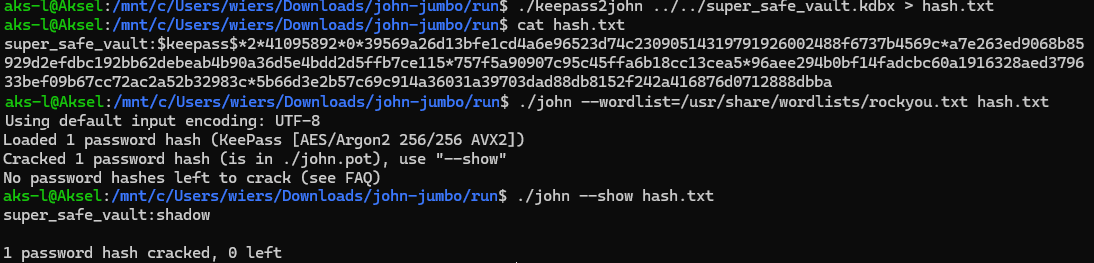 aks-l@Aksel:/mnt/c/Users/wiers/Downloads/john-jumbo/run$ ./keepass2john ../../super_safe_vault.kdbx > hash.txt
aks-l@Aksel:/mnt/c/Users/wiers/Downloads/john-jumbo/run$ cat hash.txt
super_safe_vault:$keepass$*2*41095892*0*39569a26d13bfe1cd4a6e96523d74c23090514319791926002488f6737b4569c*a7e263ed9068b85
929d2efdbc192bb62debeab4b90a36d5e4bdd2d5ffb7ce115*757f5a90907c95c45ffa6b18cc13cea5*96aee294b0bf14fadcbc60a1916328aed3796
33bef09b67cc72ac2a52b32983c*5b66d3e2b57c69c914a36031a39703dad88db8152f242a416876d0712888dbba
aks-l@Aksel:/mnt/c/Users/wiers/Downloads/john-jumbo/run$ ./john --wordlist=/usr/share/wordlists/rockyou.txt hash.txt
Using default input encoding: UTF-8
Loaded 1 password hash (KeePass [AES/Argon2 256/256 AVX2])
Cracked 1 password hash (is in ./john.pot), use "--show"
No password hashes left to crack (see FAQ)
aks-l@Aksel:/mnt/c/Users/wiers/Downloads/john-jumbo/run$ ./john --show hash.txt
super_safe_vault:shadow
1 password hash cracked, 0 left